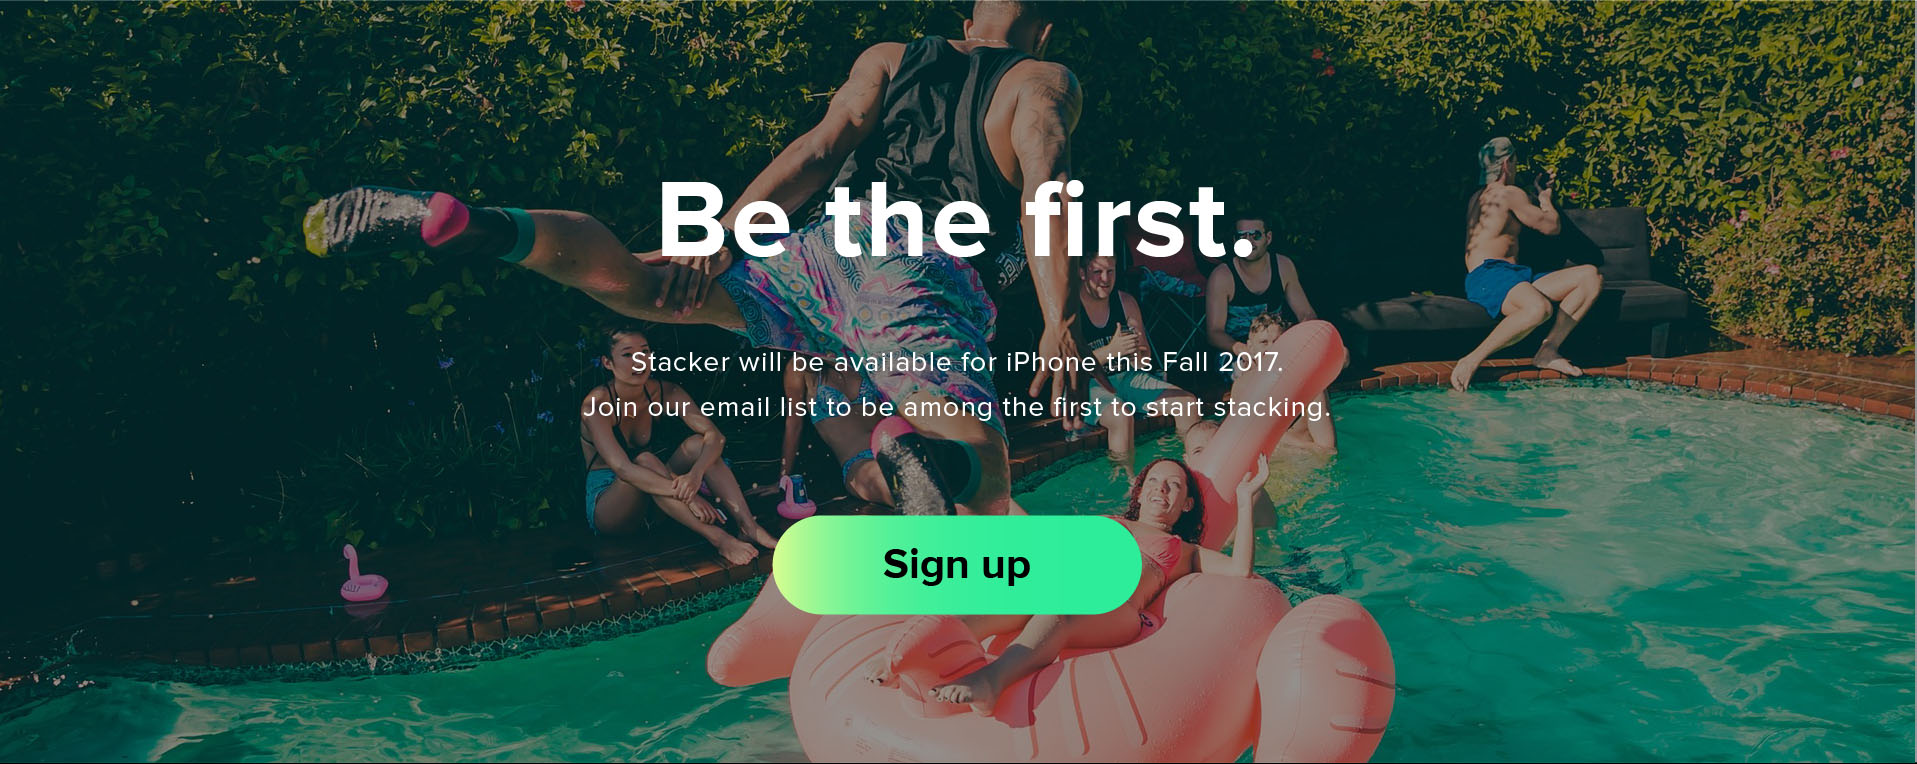 Be the first.
Stacker will be available for iPhone this Fall 2017.
Join our email list to be among the first to start stacking.
Sign up